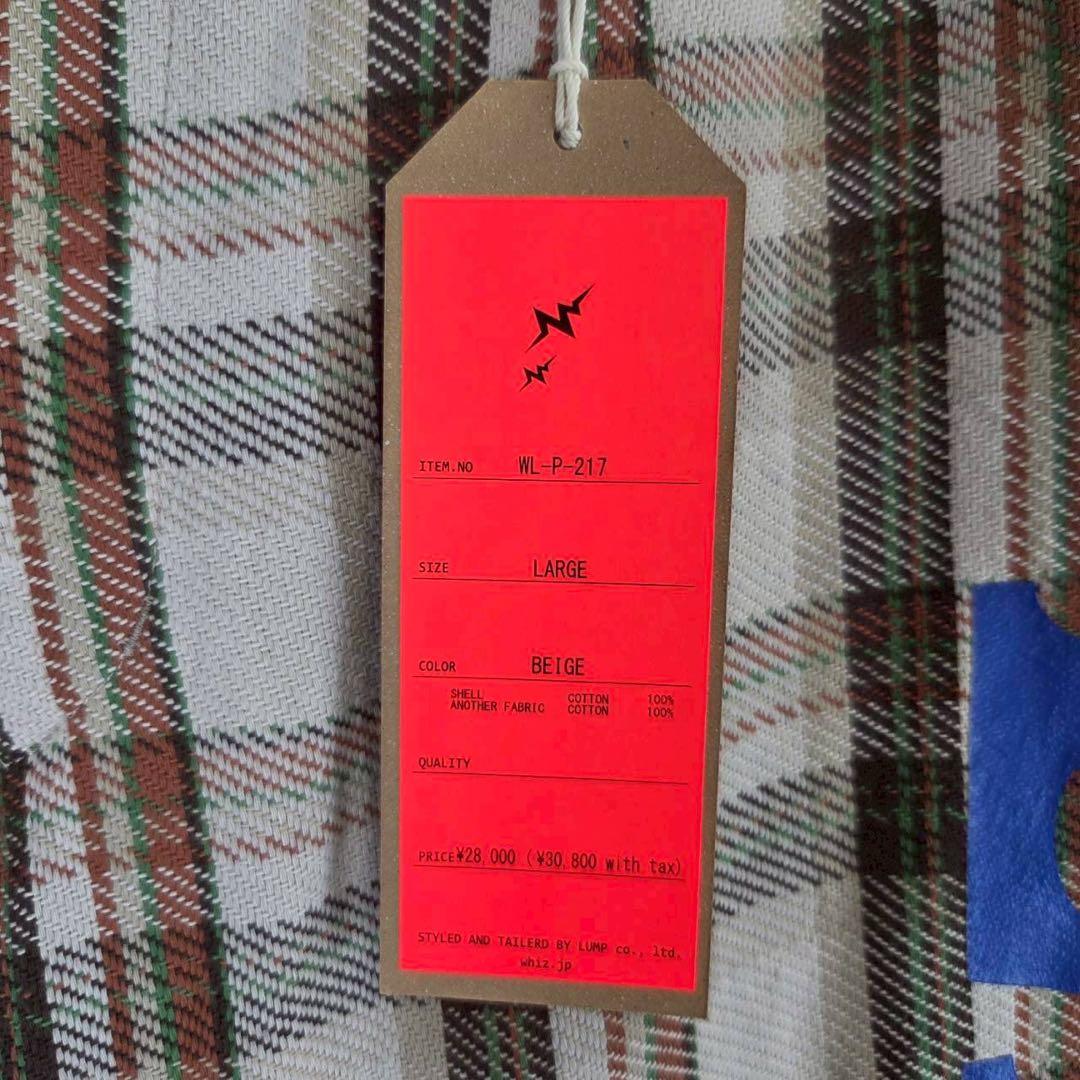 ITEM.NO WL-P-217
SIZE LARGE
COLOR BEIGE
SHELL COTTON 100%
ANOTHER FABRIC COTTON 100%
QUALITY
PRICE ¥28,000 (¥30,800 with tax)
STYLED AND TAILERD BY LUMP co., ltd.
whiz.jp